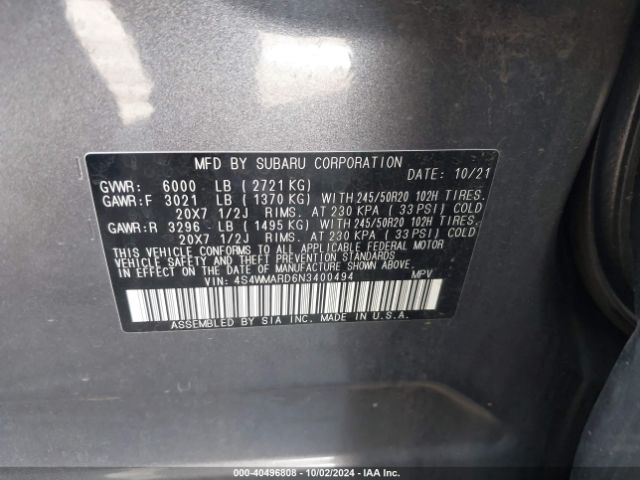 MFD BY SUBARU CORPORATION
DATE: 10/21
GVWR: 6000 LB ( 2721 KG)
GAWR:F 3021 LB ( 1370 KG) WITH 245/50R20 102H TIRES.
20X7 1/2J RIMS. AT 230 KPA ( 33 PSI) COLD
GAWR:R 3296 LB ( 1495 KG) WITH 245/50R20 102H TIRES.
20X7 1/2J RIMS. AT 230 KPA ( 33 PSI) COLD
THIS VEHICLE CONFORMS TO ALL APPLICABLE FEDERAL MOTOR
VEHICLE SAFETY AND THEFT PREVENTION STANDARDS
IN EFFECT ON THE DATE OF MANUFACTURE SHOWN ABOVE.
VIN: 4S4WMARD6N3400494 MPV
ASSEMBLED BY SIA INC. MADE IN U.S.A.
000-40496808 - 10/02/2024 - IAA Inc.